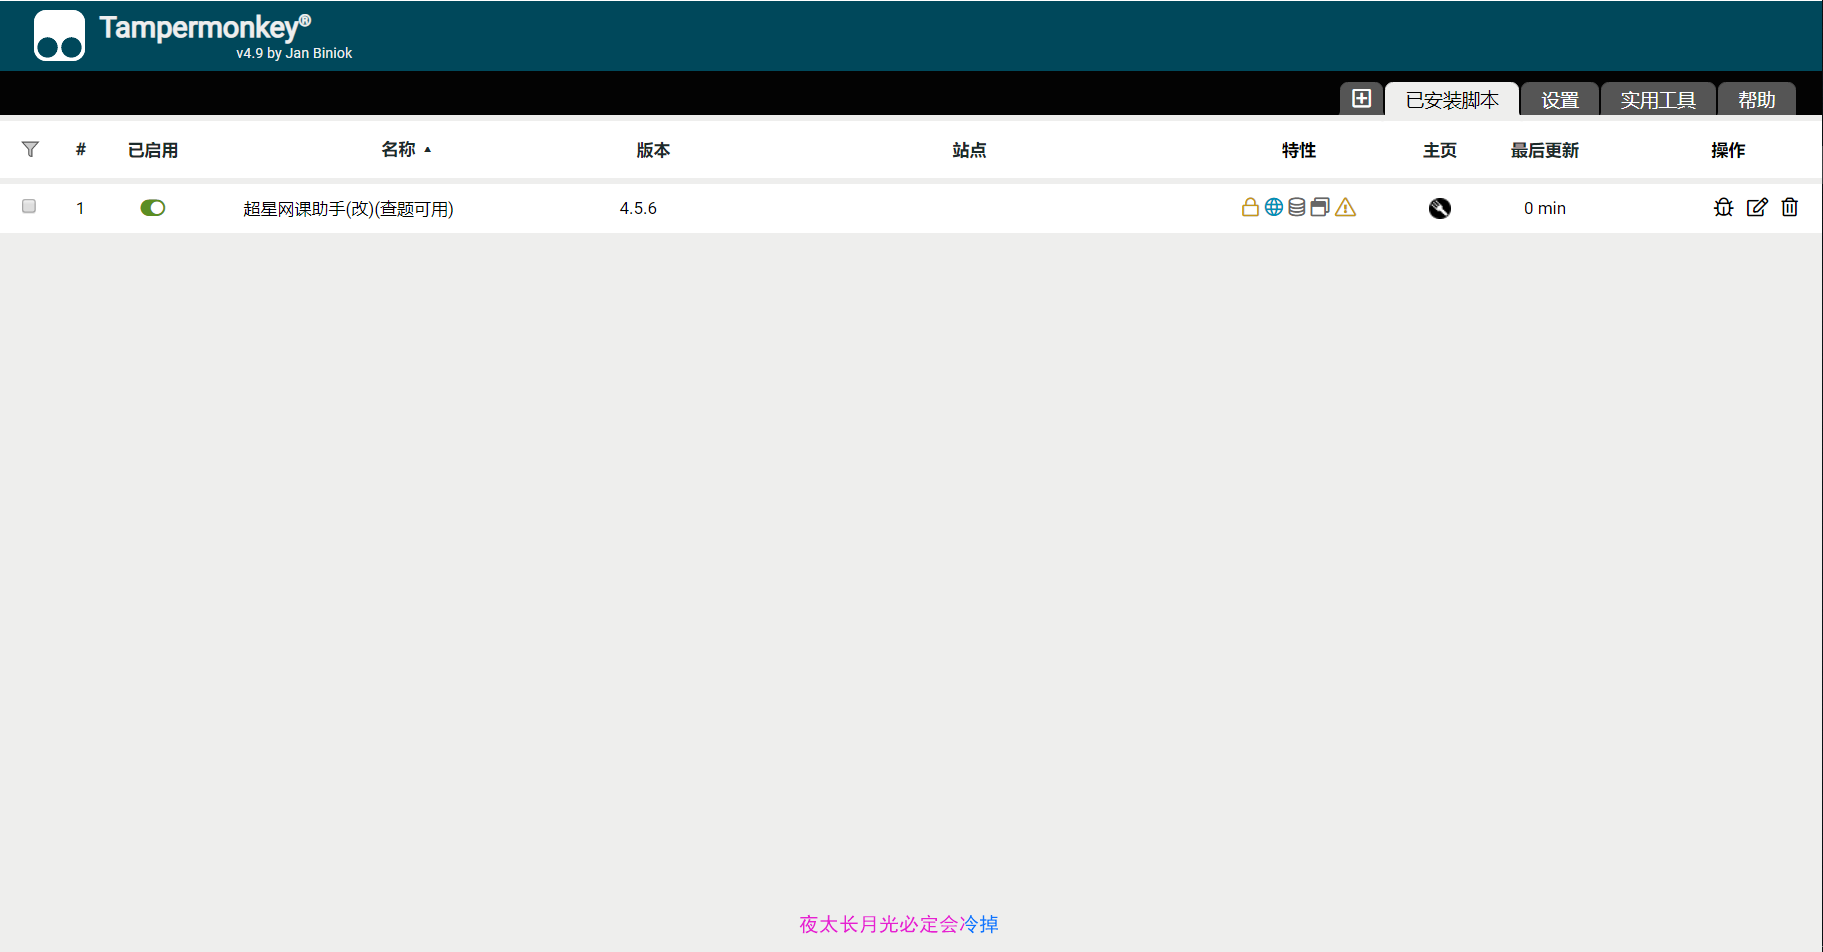 Tampermonkey®
v4.9 by Jan Biniok
已安装脚本 设置 实用工具 帮助
# 已启用 名称 ▲ 版本 站点 特性 主页 最后更新 操作
1 超星网课助手(改)(查题可用) 4.5.6 0 min
夜太长月光必定会冷掉